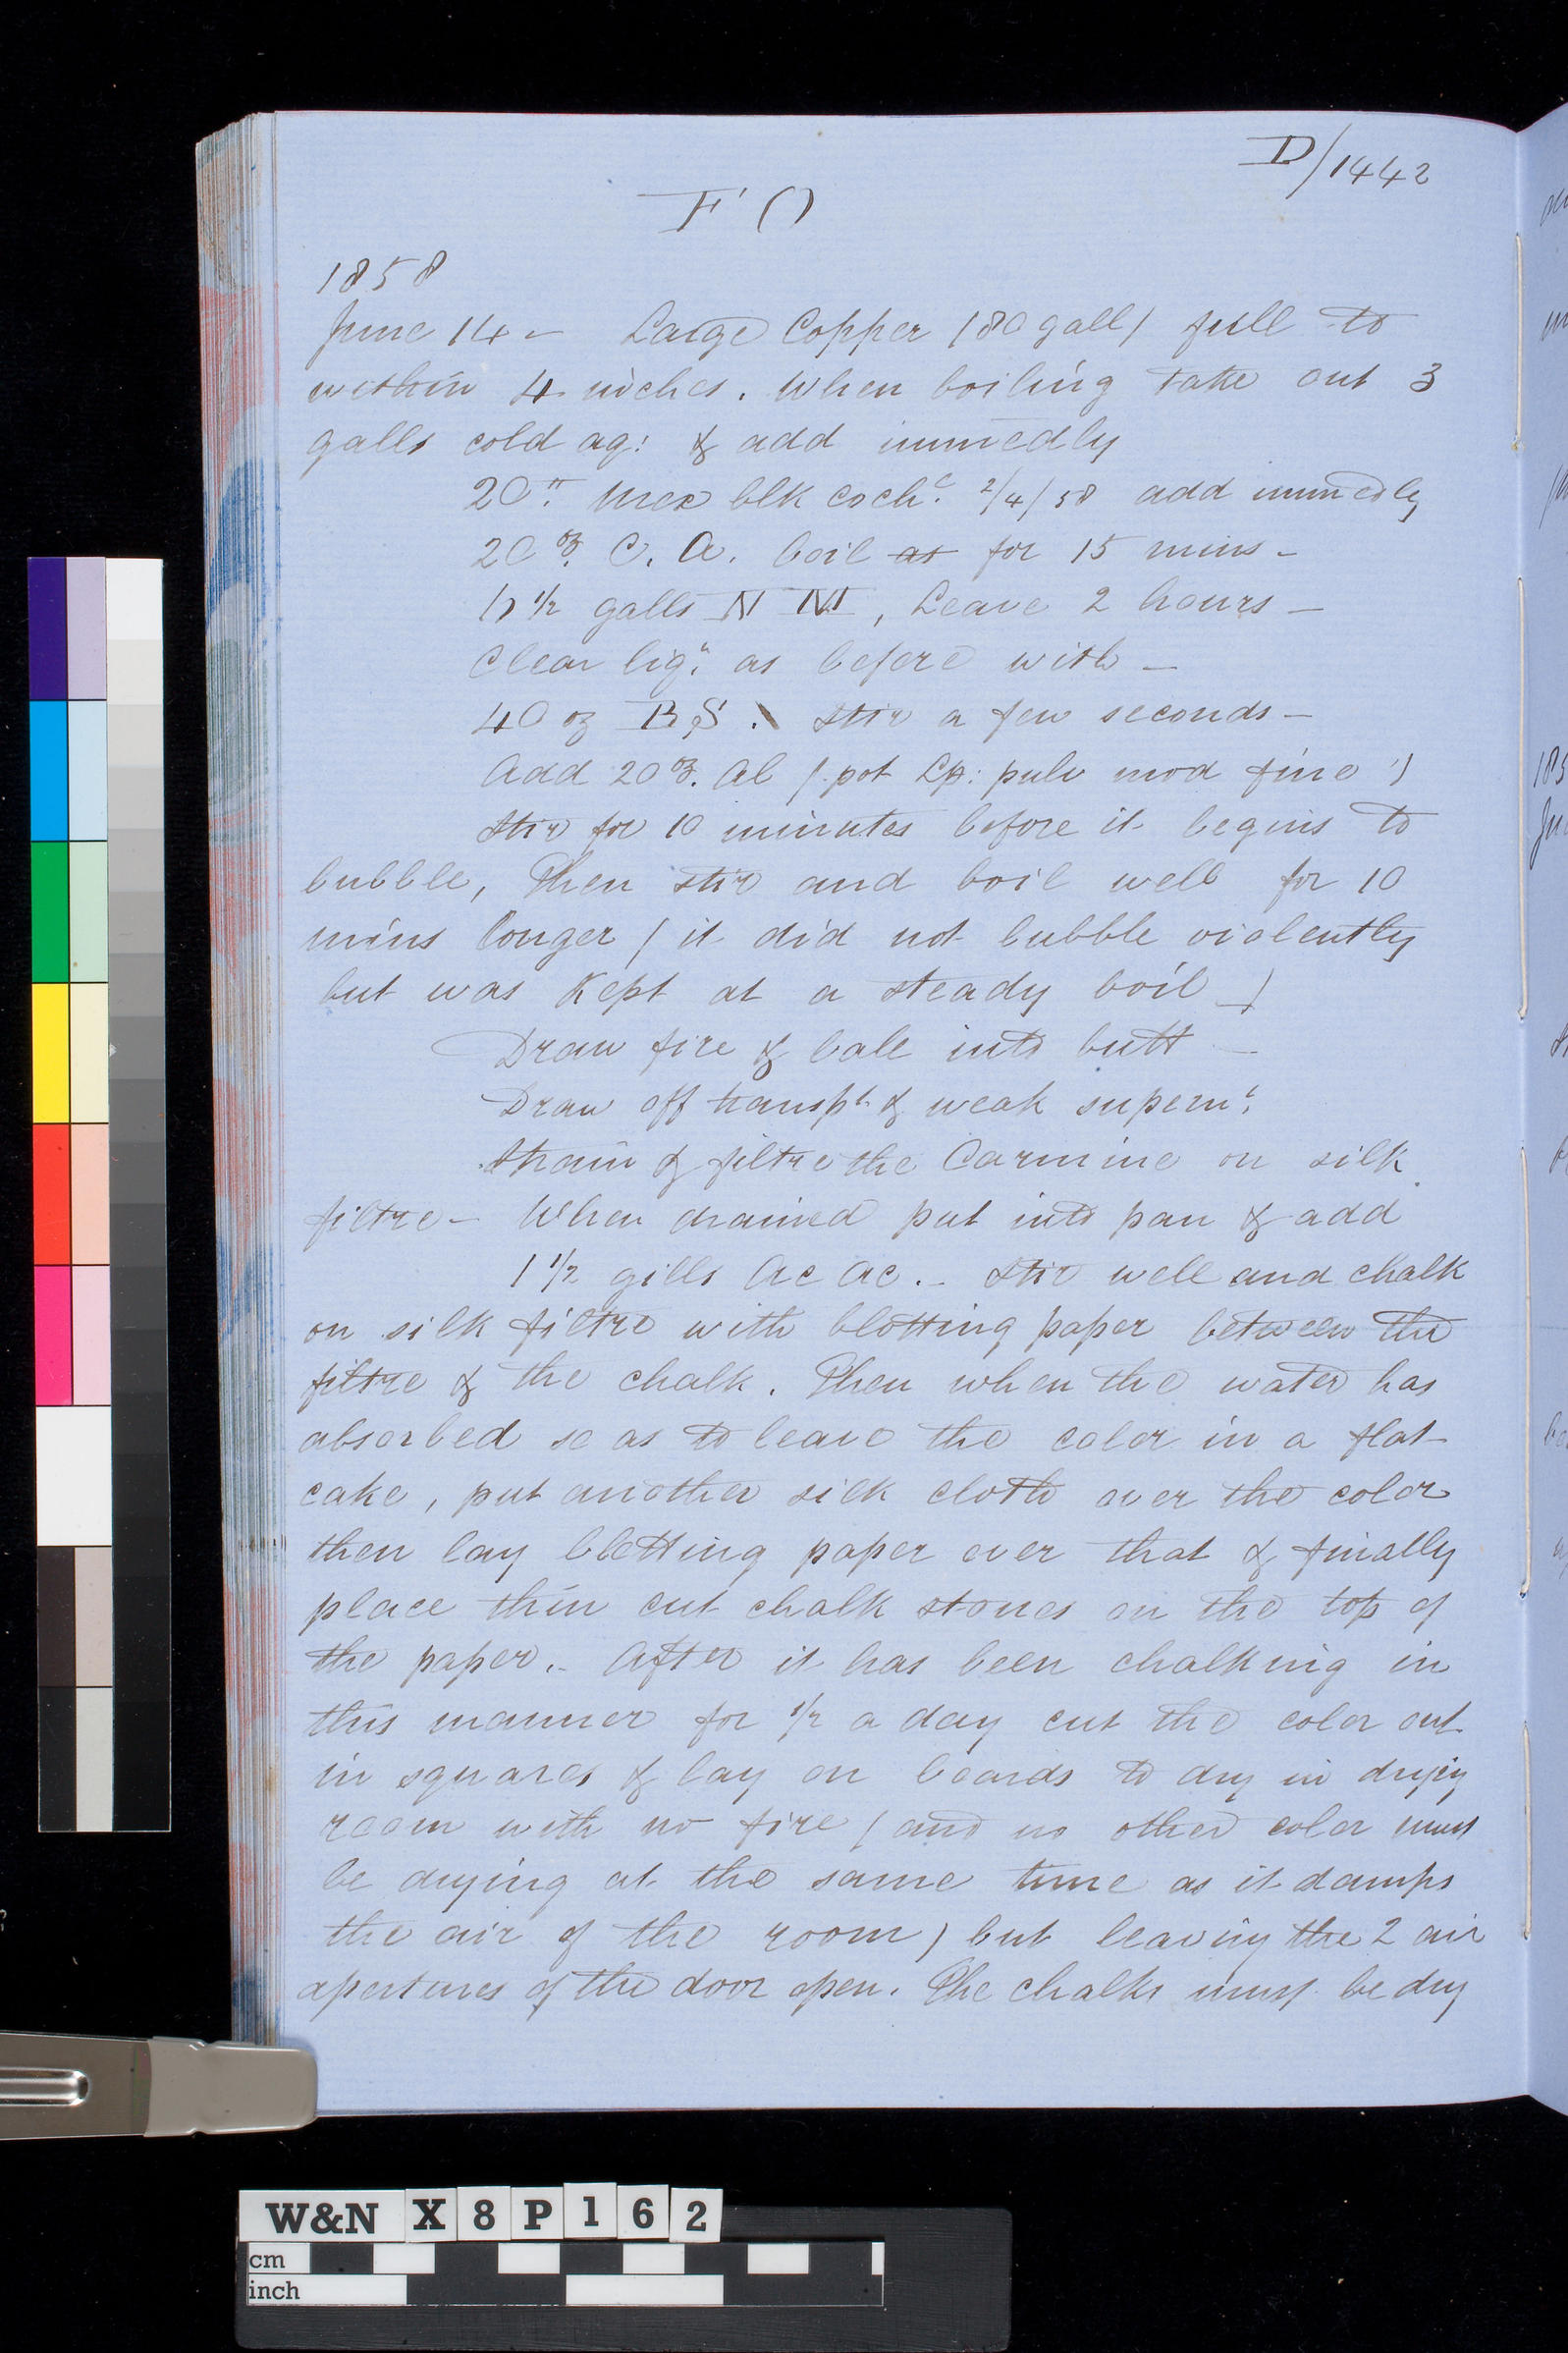 D/1442
F ()
1858
June 14 - Large Copper (80 gall) full to
within 4 inches. When boiling take out 3
galls cold aq: & add immedly
20 " Mex blk coch: 2/4/58 add immedly
20 oz. C. A. boil as for 15 mins -
½ galls N M, Leave 2 hours -
Clear liqr: as before with -
40 oz B,S. Stir a few seconds -
Add 20 oz. Al (pot Lp: pulv mod fine)
Stir for 10 minutes before it begins to
bubble, Then stir and boil well for 10
mins longer (it did not bubble violently
but was kept at a steady boil)
Draw fire & bale into butt -
Draw off transpt & weak supernt:
Strain & filtre the Carmine on silk
filtre - When drained put into pan & add
1½ gills Ac Ac. - Stir well and chalk
on silk filtre with blotting paper between the
filtre & the chalk. Then when the water has
absorbed so as to leave the color in a flat
cake, put another silk cloth over the color
then lay blotting paper over that & finally
place thin cut chalk stones on the top of
the paper. - After it has been chalking in
this manner for ½ a day cut the color out
in squares & lay on boards to dry in drying
room with no fire (and no other color must
be drying at the same time as it damps
the air of the room) but leaving the 2 air
apertures of the door open. The chalks must be dry
W&N X8P162
cm
inch